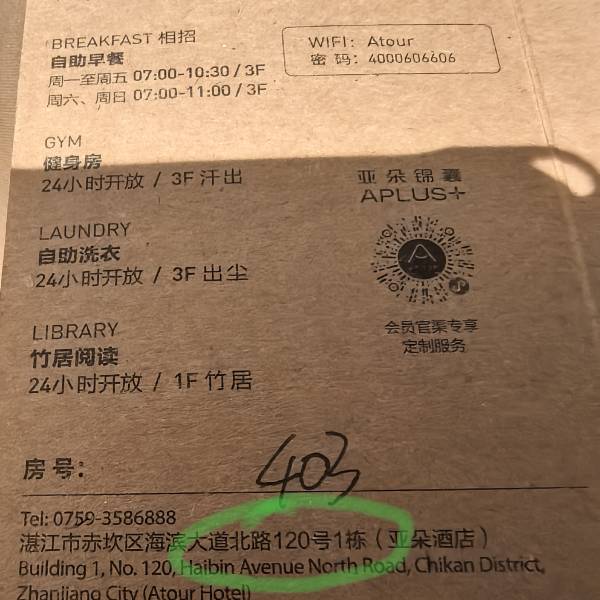 BREAKFAST 相招
自助早餐
周一至周五 07:00-10:30 / 3F
周六、周日 07:00-11:00 / 3F
WIFI: Atour
密 码: 4000606606
GYM
健身房
24小时开放 / 3F 汗出
亚朵锦囊
APLUS+
LAUNDRY
自助洗衣
24小时开放 / 3F 出尘
会员官渠专享
定制服务
LIBRARY
竹居阅读
24小时开放 / 1F 竹居
房号: 403
Tel: 0759-3586888
湛江市赤坎区海滨大道北路120号1栋（亚朵酒店）
Building 1, No. 120, Haibin Avenue North Road, Chikan District,
Zhanjiang City (Atour Hotel)